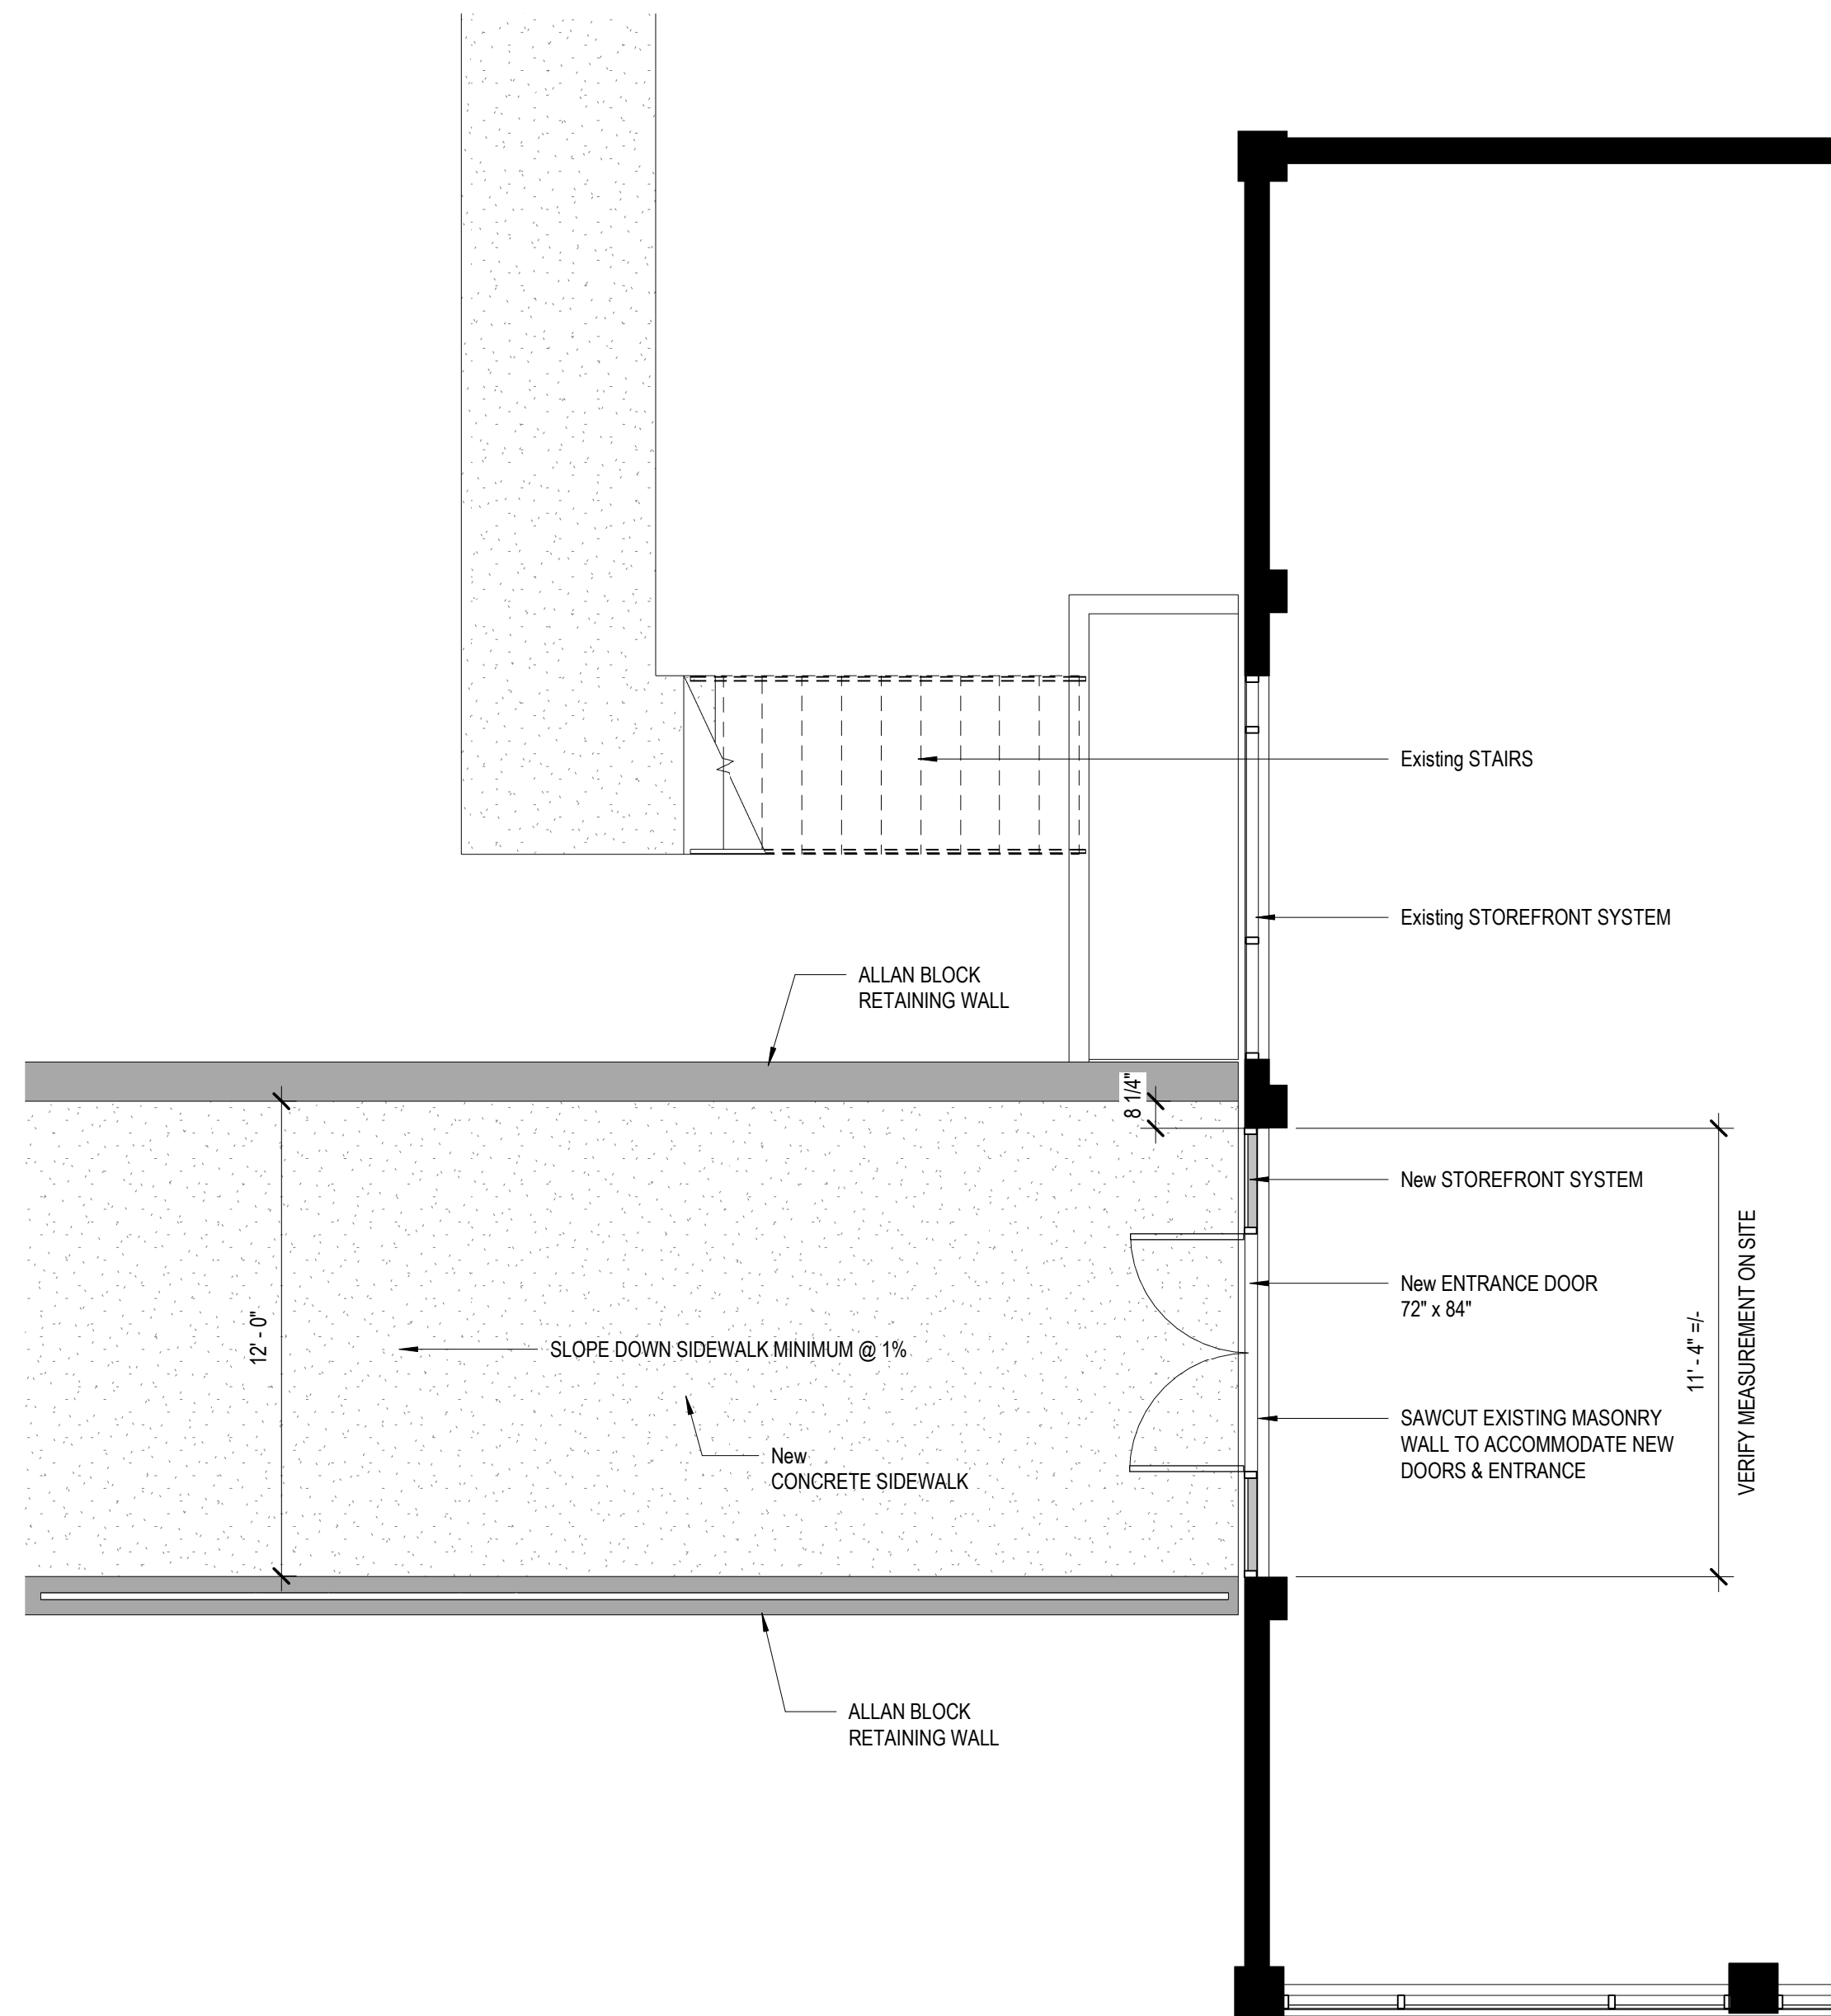 Existing STAIRS
Existing STOREFRONT SYSTEM
ALLAN BLOCK
RETAINING WALL
8 1/4"
New STOREFRONT SYSTEM
New ENTRANCE DOOR
72" x 84"
12' - 0"
SLOPE DOWN SIDEWALK MINIMUM @ 1%
11' - 4" =/-
VERIFY MEASUREMENT ON SITE
SAWCUT EXISTING MASONRY
WALL TO ACCOMMODATE NEW
DOORS & ENTRANCE
New
CONCRETE SIDEWALK
ALLAN BLOCK
RETAINING WALL